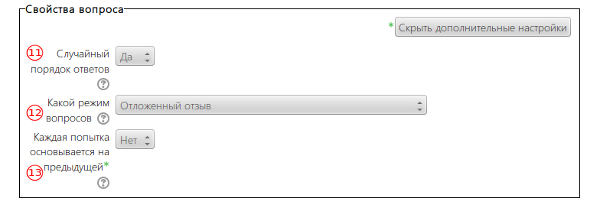 Свойства вопроса
* Скрыть дополнительные настройки
11 Случайный Да
порядок ответов
?
Какой режим Отложенный отзыв
12 вопросов ?
Каждая попытка Нет
основывается на
13 предыдущей*
?